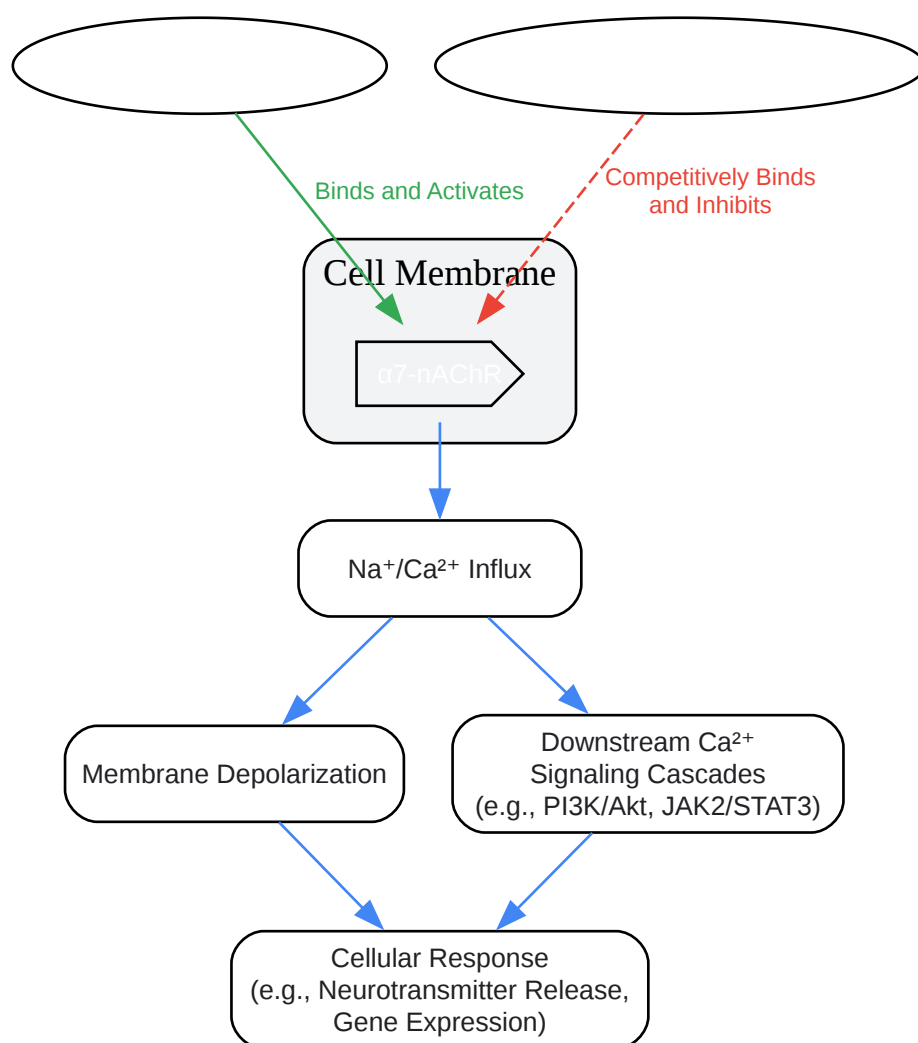 Binds and Activates
Competitively Binds
and Inhibits
Cell Membrane
α7-nAChR
Na⁺/Ca²⁺ Influx
Membrane Depolarization
Downstream Ca²⁺
Signaling Cascades
(e.g., PI3K/Akt, JAK2/STAT3)
Cellular Response
(e.g., Neurotransmitter Release,
Gene Expression)